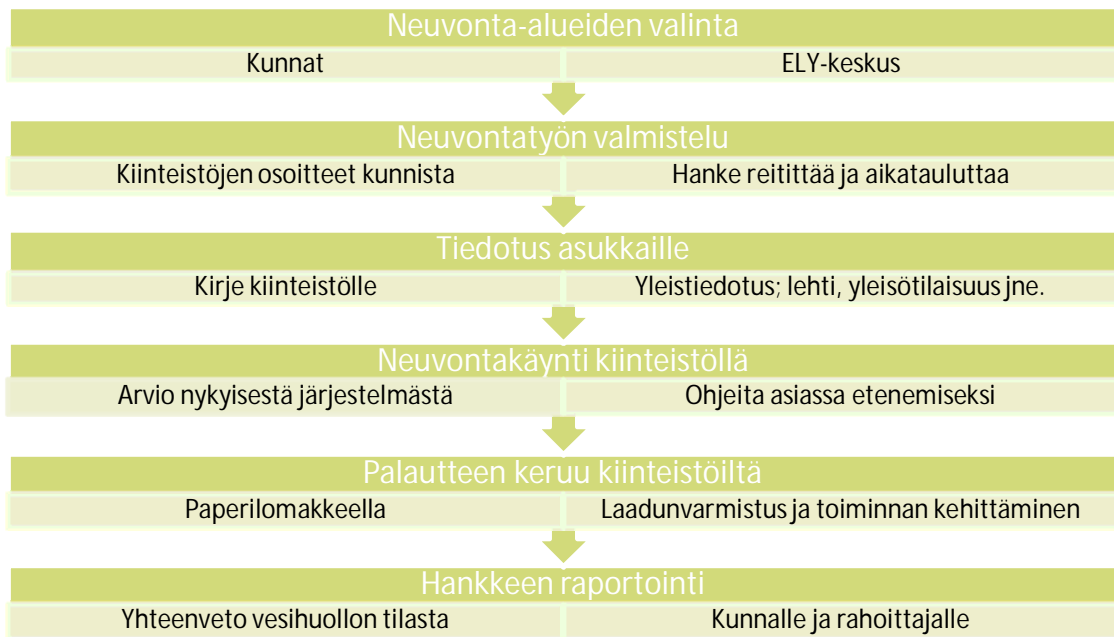 Neuvonta-alueiden valinta
Kunnat
ELY-keskus
Neuvontatyön valmistelu
Kiinteistöjen osoitteet kunnista
Hanke reitittää ja aikatauluttaa
Tiedotus asukkaille
Kirje kiinteistölle
Yleistiedotus; lehti, yleisötilaisuus jne.
Neuvontakäynti kiinteistöllä
Arvio nykyisestä järjestelmästä
Ohjeita asiassa etenemiseksi
Palautteen keruu kiinteistöiltä
Paperilomakkeella
Laadunvarmistus ja toiminnan kehittäminen
Hankkeen raportointi
Yhteenveto vesihuollon tilasta
Kunnalle ja rahoittajalle